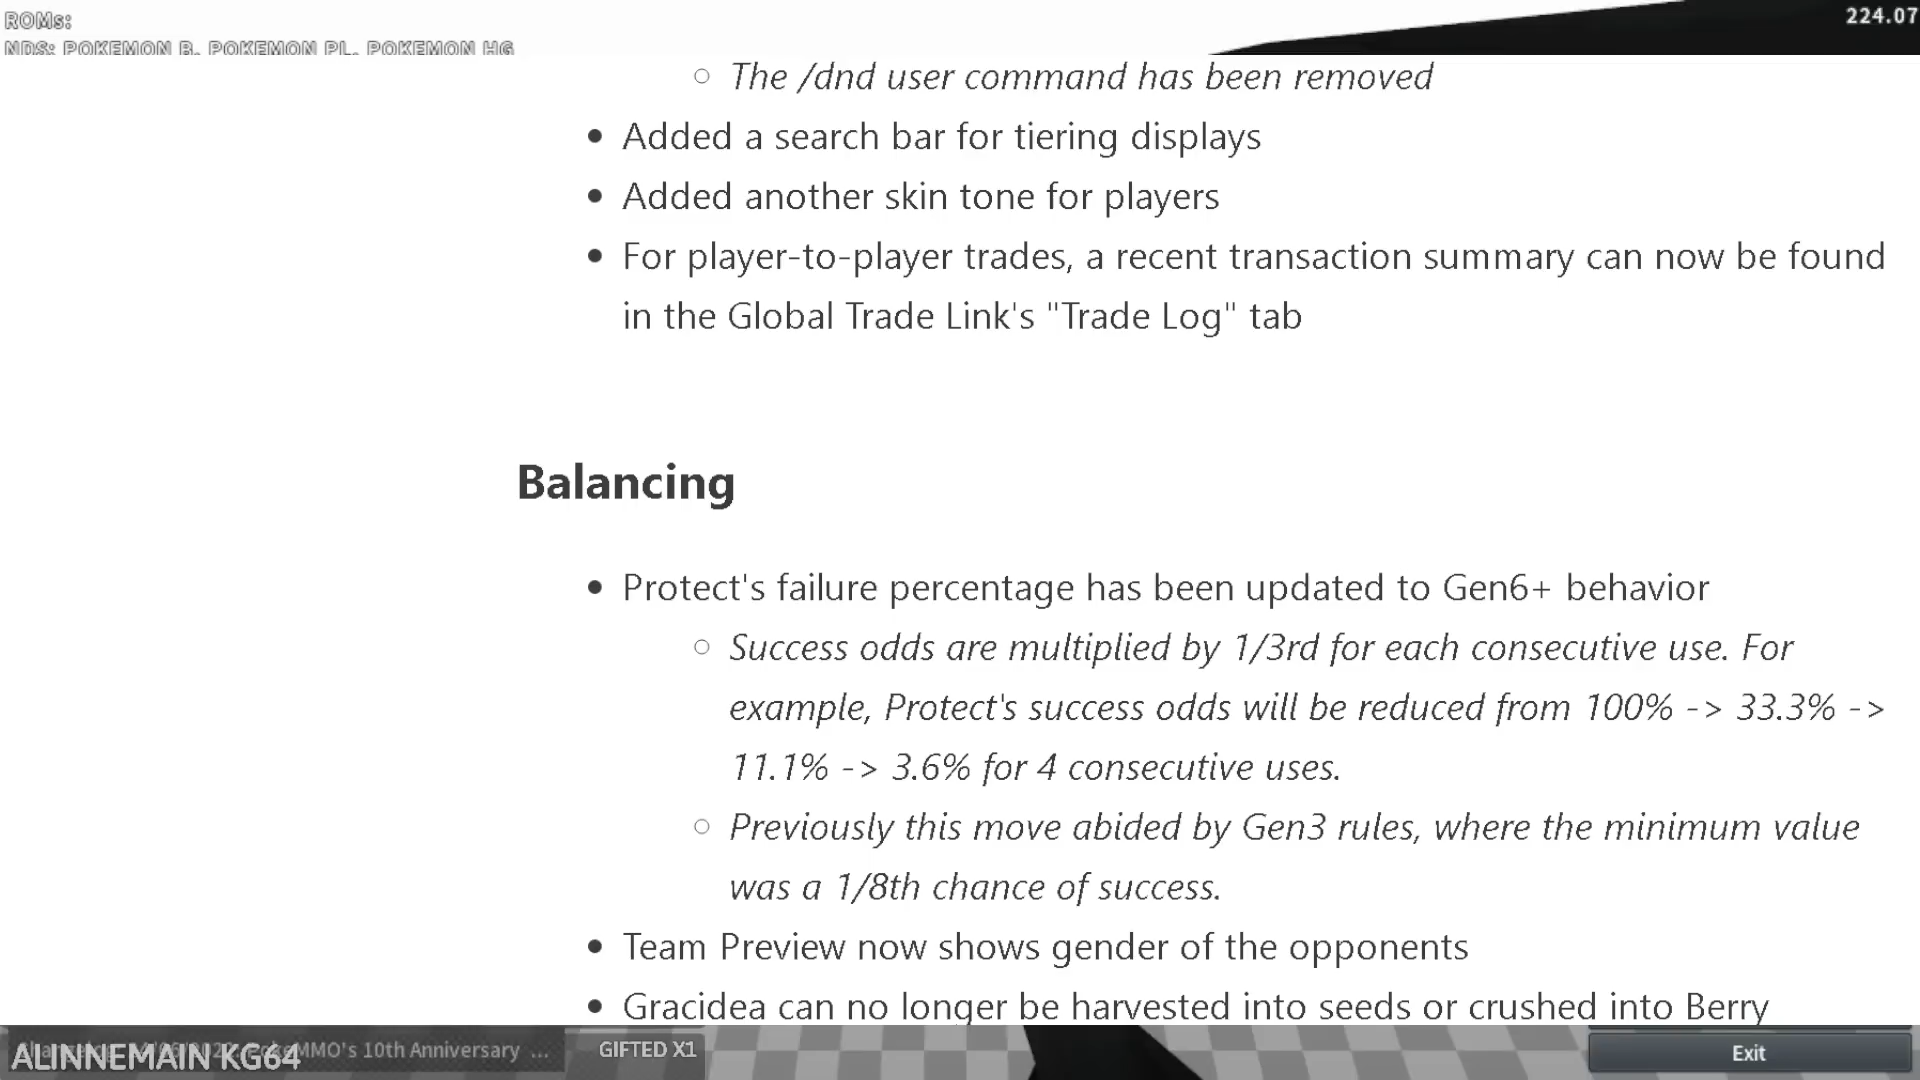 ROMs:
224.07
NDS: POKEMON B, POKEMON PL, POKEMON HG
The /dnd user command has been removed
Added a search bar for tiering displays
Added another skin tone for players
For player-to-player trades, a recent transaction summary can now be found
in the Global Trade Link's "Trade Log" tab
Balancing
Protect's failure percentage has been updated to Gen6+ behavior
Success odds are multiplied by 1/3rd for each consecutive use. For
example, Protect's success odds will be reduced from 100% -> 33.3% ->
11.1% -> 3.6% for 4 consecutive uses.
Previously this move abided by Gen3 rules, where the minimum value
was a 1/8th chance of success.
Team Preview now shows gender of the opponents
Gracidea can no longer be harvested into seeds or crushed into Berry
MMO's 10th Anniversary ...
ALINNEMAIN KG64
GIFTED X1
Exit